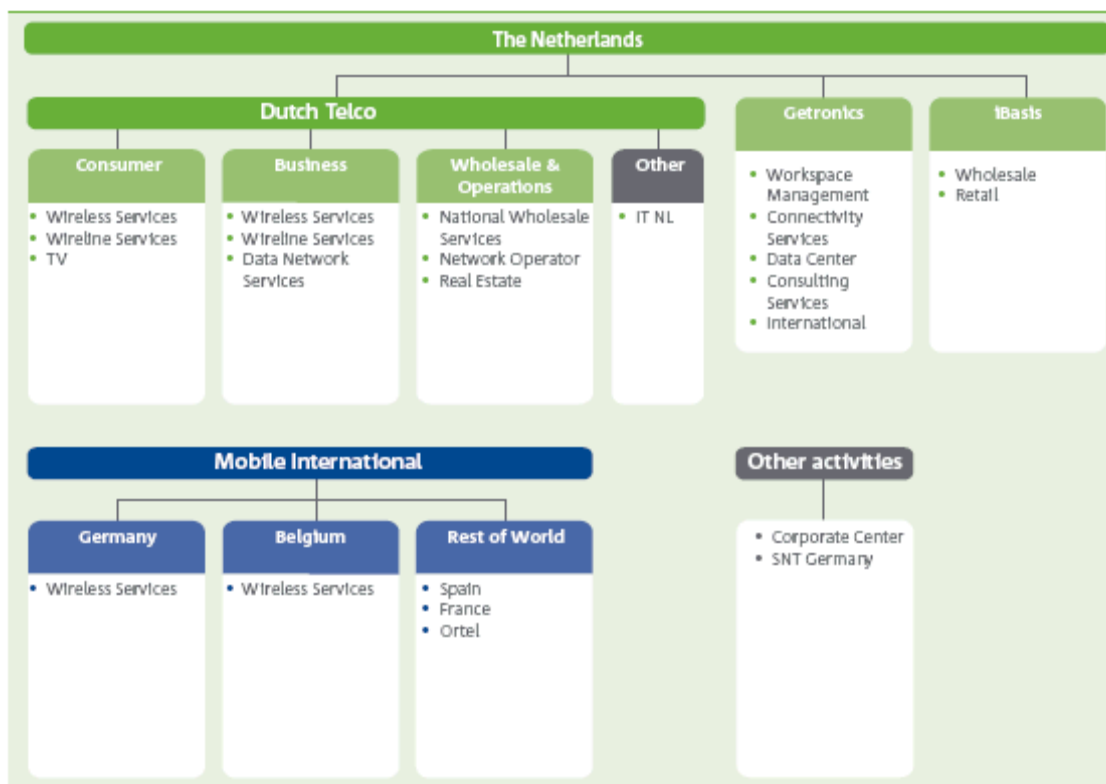 The Netherlands
Dutch Telco
Getronics
iBasis
Consumer
Business
Wholesale &
Operations
Other
• Wireless Services
• Wireline Services
• TV
• Wireless Services
• Wireline Services
• Data Network
Services
• National Wholesale
Services
• Network Operator
• Real Estate
• IT NL
• Workspace
Management
• Connectivity
Services
• Data Center
• Consulting
Services
• International
• Wholesale
• Retail
Mobile International
Other activities
Germany
Belgium
Rest of World
• Wireless Services
• Wireless Services
• Spain
• France
• Ortel
• Corporate Center
• SNT Germany